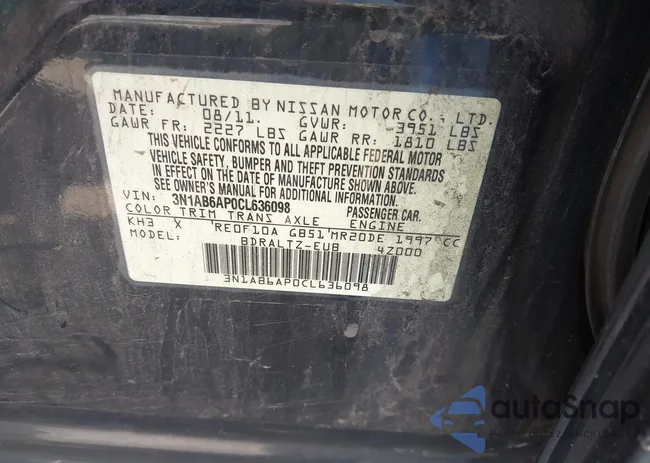 MANUFACTURED BY NISSAN MOTOR CO., LTD.
DATE: 08/11. GVWR: 3951 LBS
GAWR FR: 2227 LBS GAWR RR: 1810 LBS
THIS VEHICLE CONFORMS TO ALL APPLICABLE FEDERAL MOTOR
VEHICLE SAFETY, BUMPER AND THEFT PREVENTION STANDARDS
IN EFFECT ON THE DATE OF MANUFACTURE SHOWN ABOVE.
SEE OWNER'S MANUAL FOR ADDITIONAL INFORMATION.
VIN: 3N1AB6AP0CL636098 PASSENGER CAR.
COLOR TRIM TRANS AXLE ENGINE
KH3 X RE0F10A GB51 MR20DE 1997 CC
MODEL: BDRALTZ-EUB 4Z000
3N1AB6AP0CL636098
autoSnap